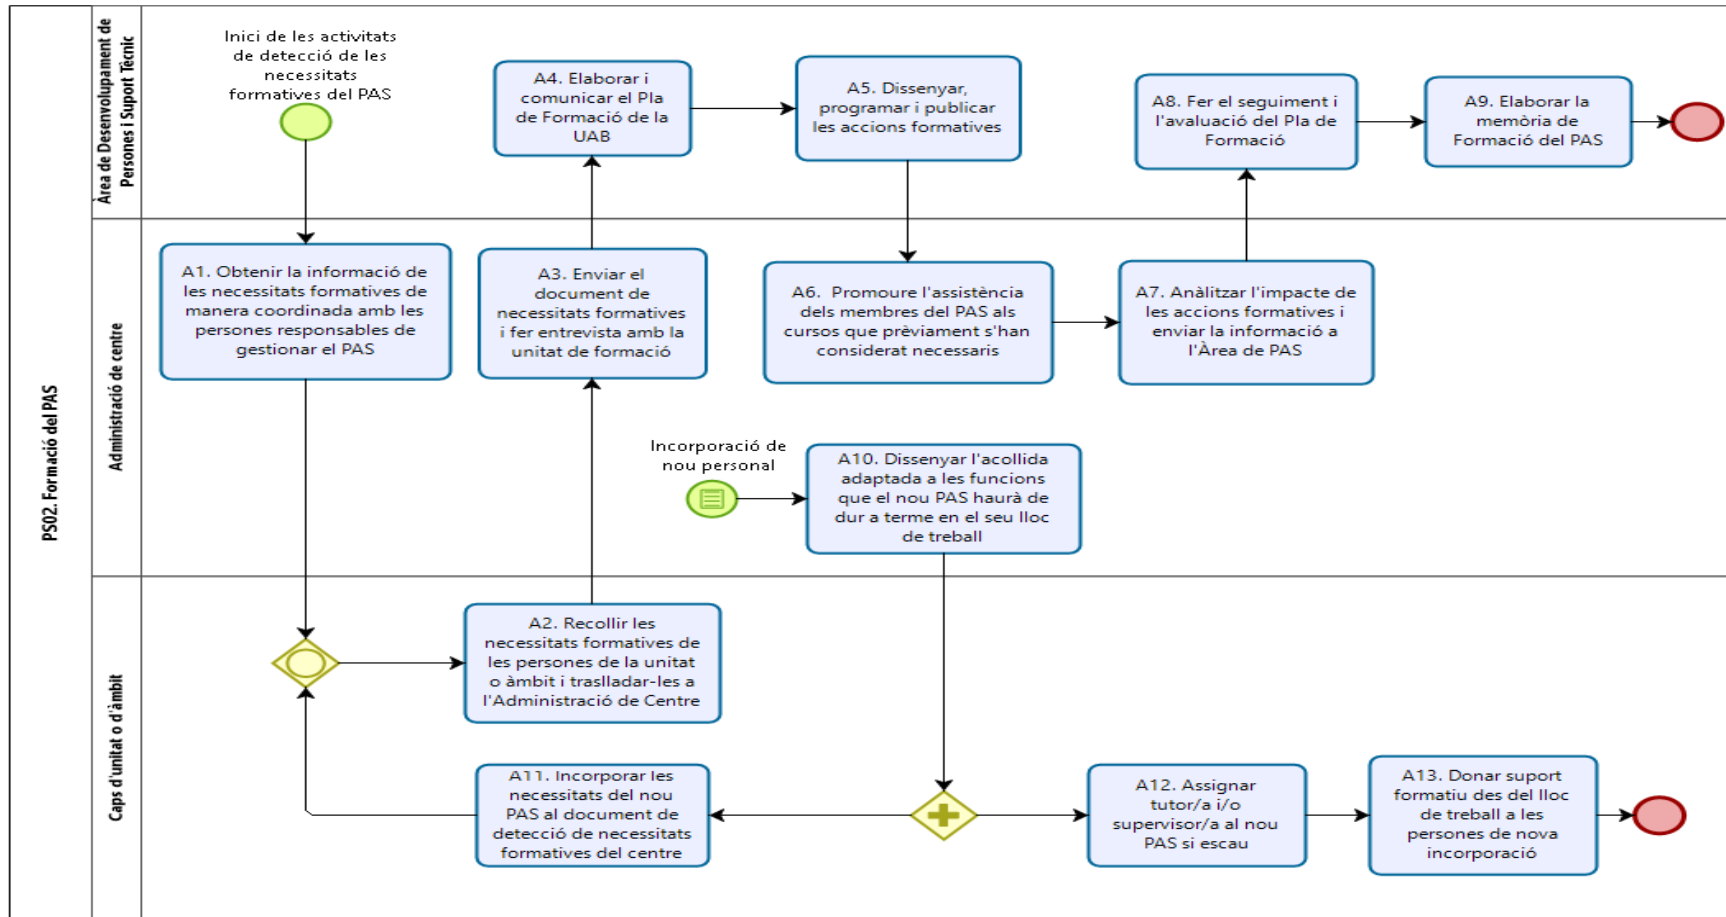 PS02. Formació del PAS
Àrea de Desenvolupament de
Persones i Suport Tècnic
Inici de les activitats
de detecció de les
necessitats
formatives del PAS
A4. Elaborar i
comunicar el Pla
de Formació de la
UAB
A5. Dissenyar,
programar i publicar
les accions formatives
A8. Fer el seguiment i
l'avaluació del Pla de
Formació
A9. Elaborar la
memòria de
Formació del PAS
Administració de centre
A1. Obtenir la informació de
les necessitats formatives de
manera coordinada amb les
persones responsables de
gestionar el PAS
A3. Enviar el
document de
necessitats formatives
i fer entrevista amb la
unitat de formació
A6. Promoure l'assistència
dels membres del PAS als
cursos que prèviament s'han
considerat necessaris
A7. Anàlitzar l'impacte de
les accions formatives i
enviar la informació a
l'Àrea de PAS
Incorporació de
nou personal
A10. Dissenyar l'acollida
adaptada a les funcions
que el nou PAS haurà de
dur a terme en el seu lloc
de treball
Caps d'unitat o d'àmbit
A2. Recollir les
necessitats formatives de
les persones de la unitat
o àmbit i traslladar-les a
l'Administració de Centre
A11. Incorporar les
necessitats del nou
PAS al document de
detecció de necessitats
formatives del centre
A12. Assignar
tutor/a i/o
supervisor/a al nou
PAS si escau
A13. Donar suport
formatiu des del lloc
de treball a les
persones de nova
incorporació